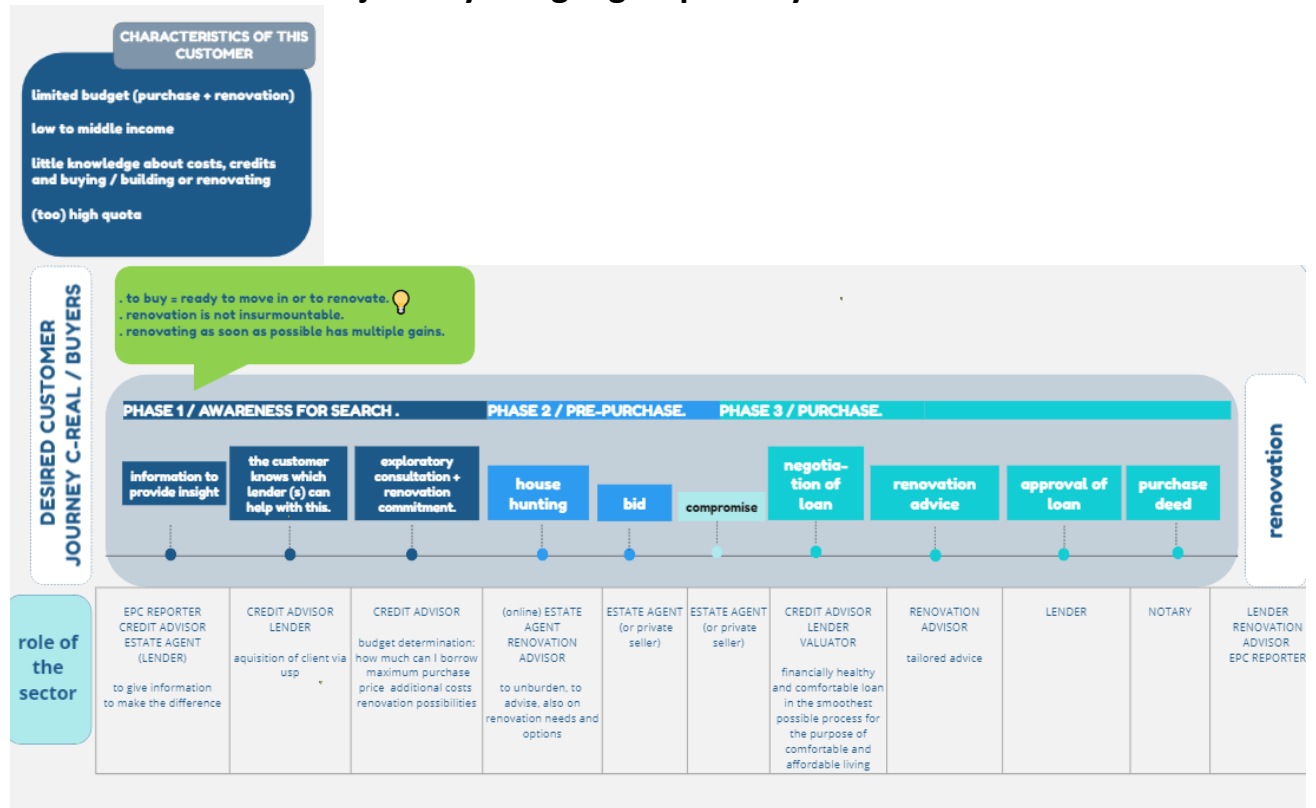 CHARACTERISTICS OF THIS
CUSTOMER
limited budget (purchase + renovation)
low to middle income
little knowledge about costs, credits
and buying / building or renovating
(too) high quota
DESIRED CUSTOMER
JOURNEY C-REAL / BUYERS
. to buy = ready to move in or to renovate.
. renovation is not insurmountable.
. renovating as soon as possible has multiple gains.
PHASE 1 / AWARENESS FOR SEARCH .
PHASE 2 / PRE-PURCHASE.
PHASE 3 / PURCHASE.
information to
provide insight
the customer
knows which
lender (s) can
help with this.
exploratory
consultation +
renovation
commitment.
house
hunting
bid
compromise
negotia-
tion of
loan
renovation
advice
approval of
loan
purchase
deed
renovation
role of
the
sector
EPC REPORTER
CREDIT ADVISOR
ESTATE AGENT
(LENDER)
to give information
to make the difference
CREDIT ADVISOR
LENDER
aquisition of client via
usp
CREDIT ADVISOR
budget determination:
how much can I borrow
maximum purchase
price additional costs
renovation possibilities
(online) ESTATE
AGENT
RENOVATION
ADVISOR
to unburden, to
advise, also on
renovation needs and
options
ESTATE AGENT
(or private
seller)
ESTATE AGENT
(or private
seller)
CREDIT ADVISOR
LENDER
VALUATOR
financially healthy
and comfortable loan
in the smoothest
possible process for
the purpose of
comfortable and
affordable living
RENOVATION
ADVISOR
tailored advice
LENDER
NOTARY
LENDER
RENOVATION
ADVISOR
EPC REPORTER